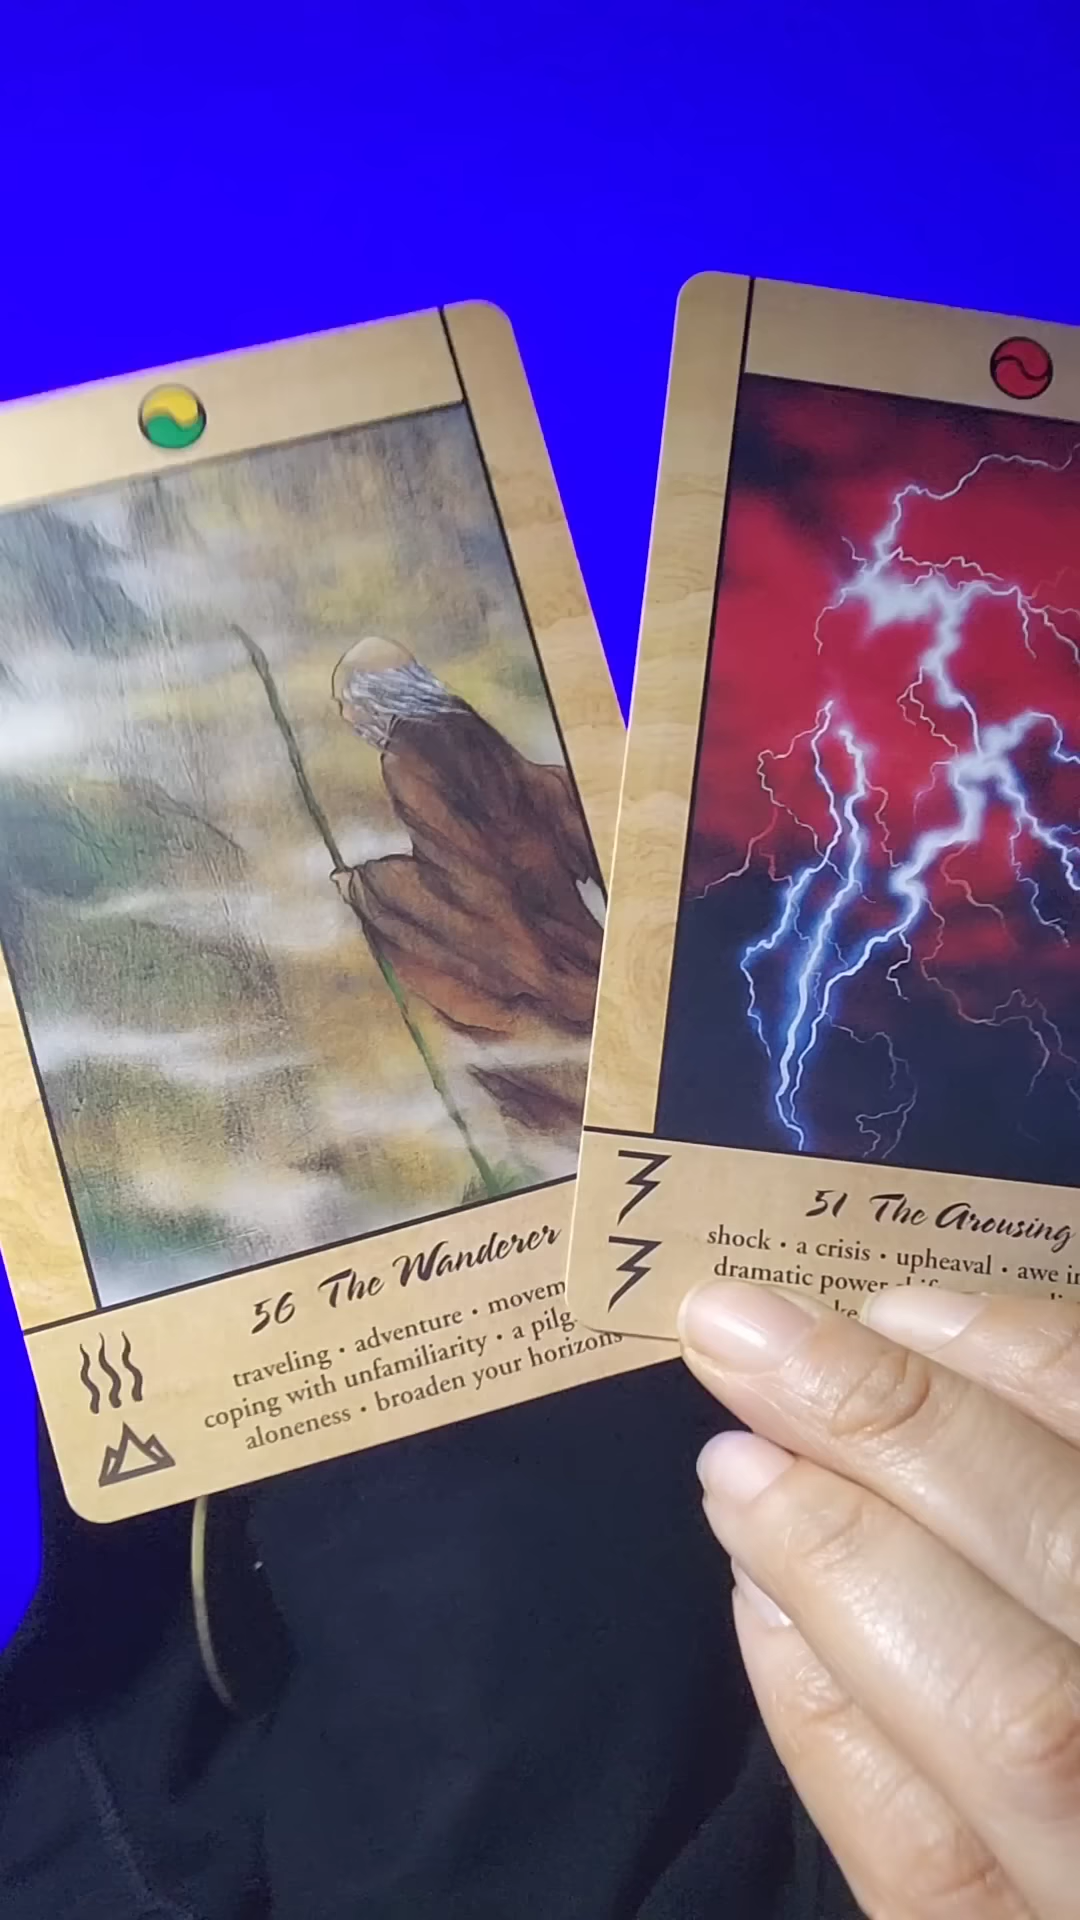 56 The Wanderer
traveling • adventure • movem
coping with unfamiliarity • a pilg
aloneness • broaden your horizons
51 The Arousing
shock • a crisis • upheaval • awe in
dramatic power